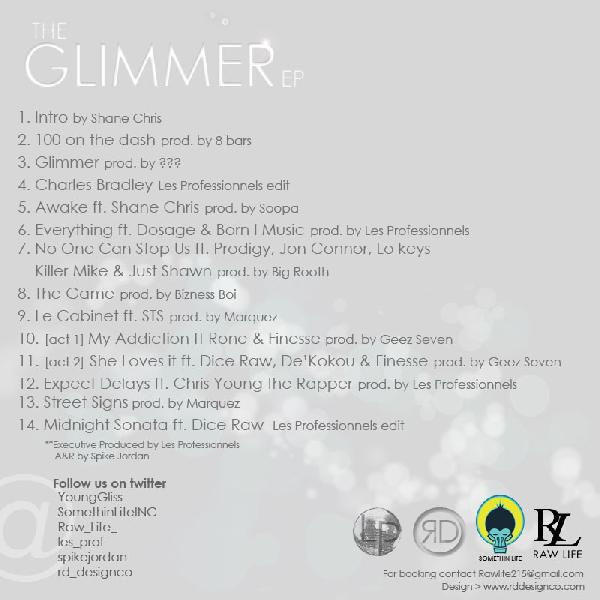 THE
GLIMMER EP
1. Intro by Shane Chris
2. 100 on the dash prod. by 8 bars
3. Glimmer prod. by ???
4. Charles Bradley Les Professionnels edit
5. Awake ft. Shane Chris prod. by Soopa
6. Everything ft. Dosage & Born I Music prod. by Les Professionnels
7. No One Can Stop Us ft. Prodigy, Jon Connor, Lo keys
Killer Mike & Just Shawn prod. by Big Rooth
8. The Game prod. by Bizness Boi
9. Le Cabinet ft. STS prod. by Marquez
10. [act 1] My Addiction ft Rone & Finesse prod. by Geez Seven
11. [act 2] She Loves it ft. Dice Raw, De'Kokou & Finesse prod. by Geez Seven
12. Expect Delays ft. Chris Young the Rapper prod. by Les Professionnels
13. Street Signs prod. by Marquez
14. Midnight Sonata ft. Dice Raw Les Professionnels edit
**Executive Produced by Les Professionnels
A&R by Spike Jordan
Follow us on twitter
@
YoungGliss
SomethinLifeINC
Raw_Life_
les_prof
spikejordan
rd_designco
RD
SOMETHIN LIFE
RL
RAW LIFE
For booking contact Rawlife215@gmail.com
Design > www.rddesignco.com